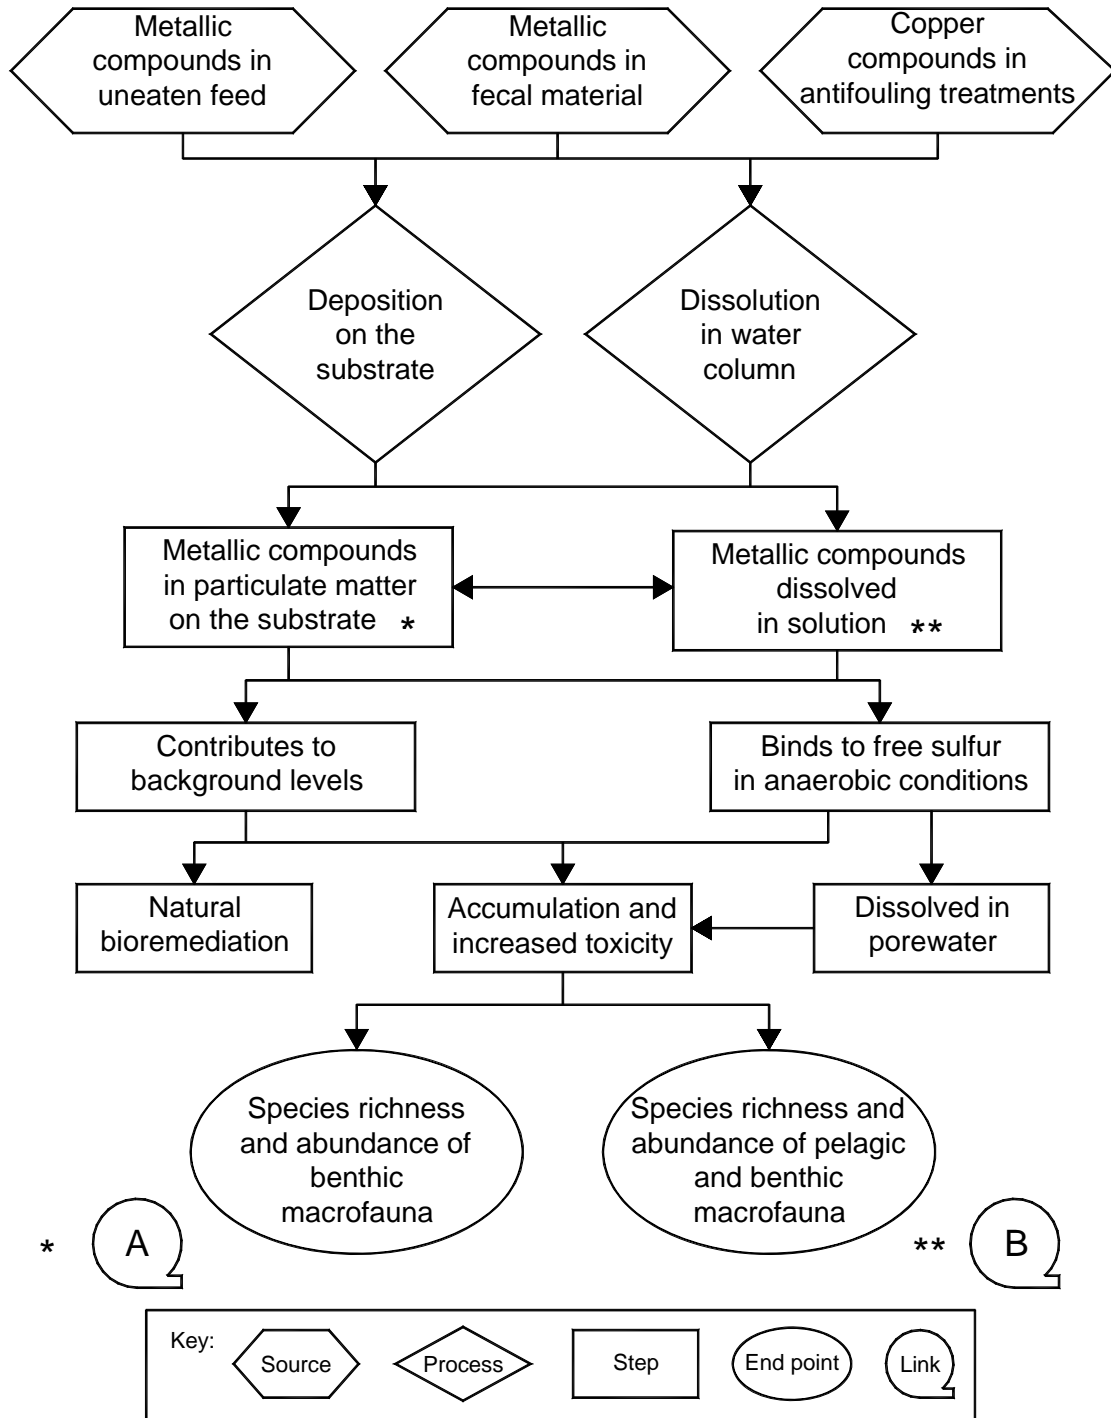 Metallic
compounds in
uneaten feed
Metallic
compounds in
fecal material
Copper
compounds in
antifouling treatments
Deposition
on the
substrate
Dissolution
in water
column
Metallic compounds
in particulate matter
on the substrate *
Metallic compounds
dissolved
in solution **
Contributes to
background levels
Binds to free sulfur
in anaerobic conditions
Natural
bioremediation
Accumulation and
increased toxicity
Dissolved in
porewater
Species richness
and abundance of
benthic
macrofauna
Species richness and
abundance of pelagic
and benthic
macrofauna
* A
** B
Key:
Source
Process
Step
End point
Link